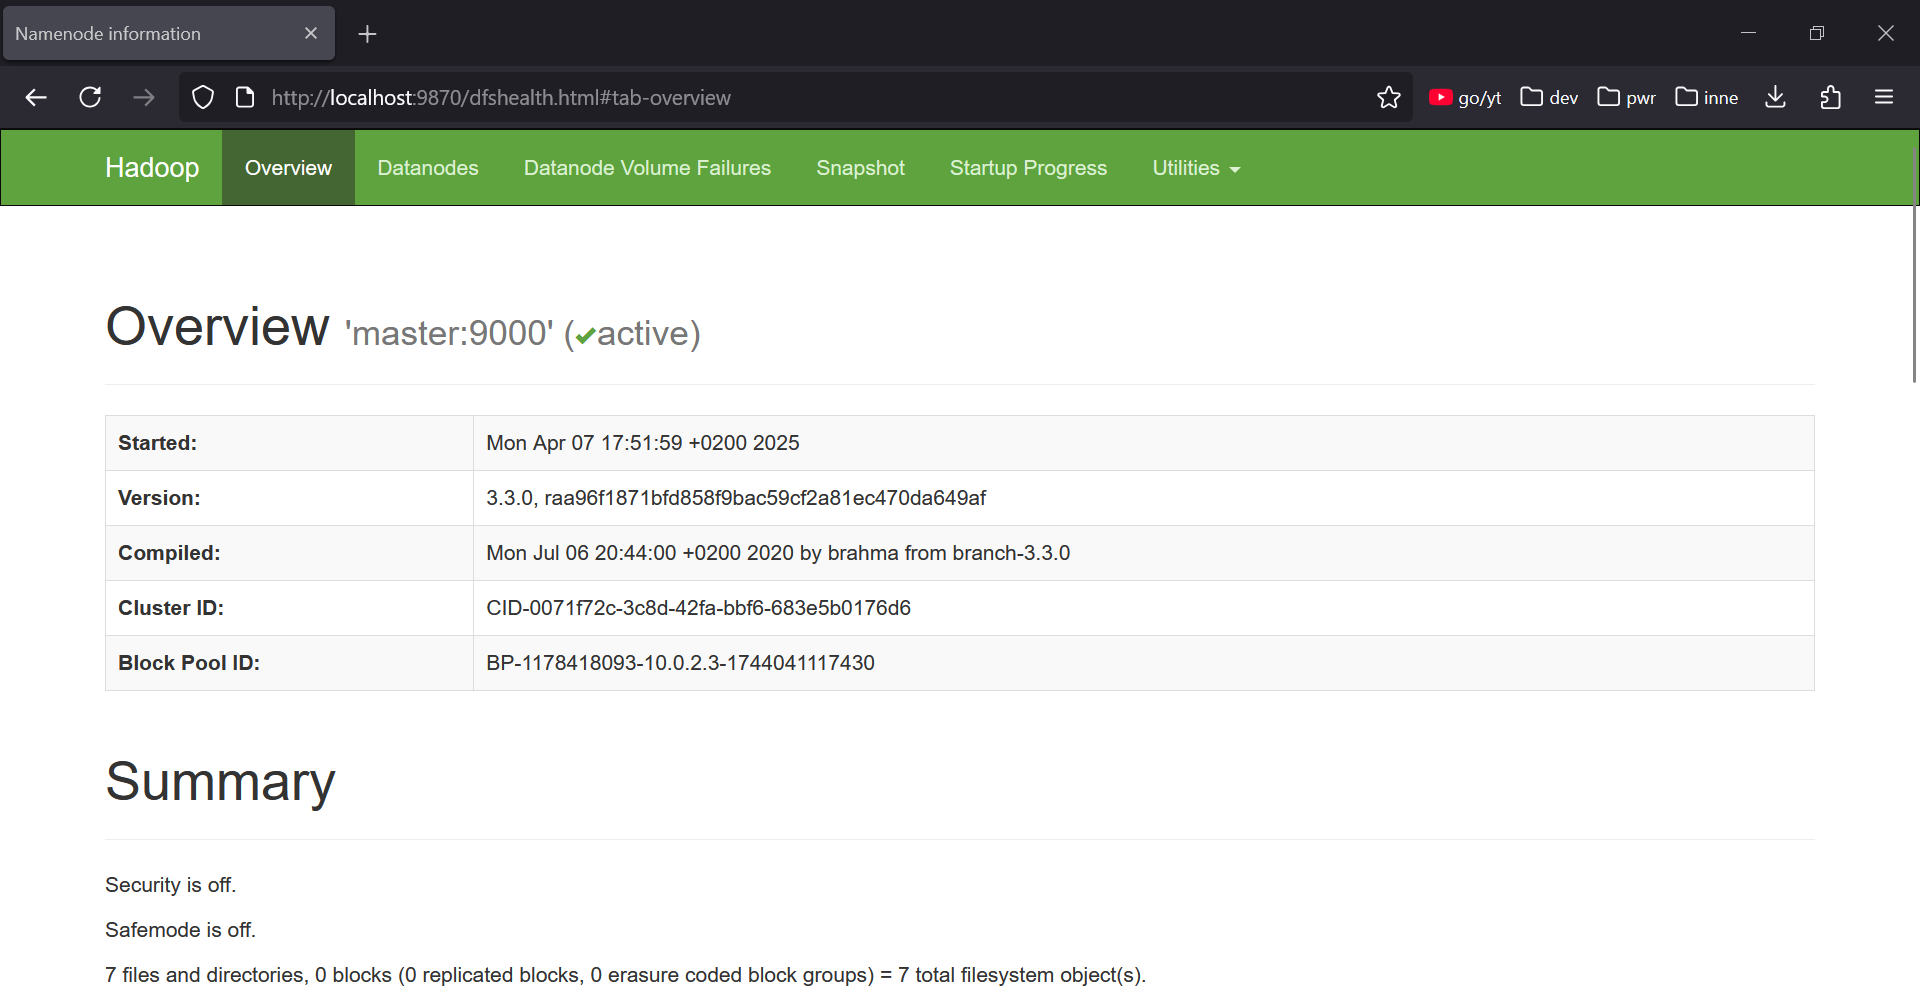 Namenode information
http://localhost:9870/dfshealth.html#tab-overview
go/yt dev pwr inne
Hadoop Overview Datanodes Datanode Volume Failures Snapshot Startup Progress Utilities
Overview 'master:9000' (✔active)
Started: Mon Apr 07 17:51:59 +0200 2025
Version: 3.3.0, raa96f1871bfd858f9bac59cf2a81ec470da649af
Compiled: Mon Jul 06 20:44:00 +0200 2020 by brahma from branch-3.3.0
Cluster ID: CID-0071f72c-3c8d-42fa-bbf6-683e5b0176d6
Block Pool ID: BP-1178418093-10.0.2.3-1744041117430
Summary
Security is off.
Safemode is off.
7 files and directories, 0 blocks (0 replicated blocks, 0 erasure coded block groups) = 7 total filesystem object(s).